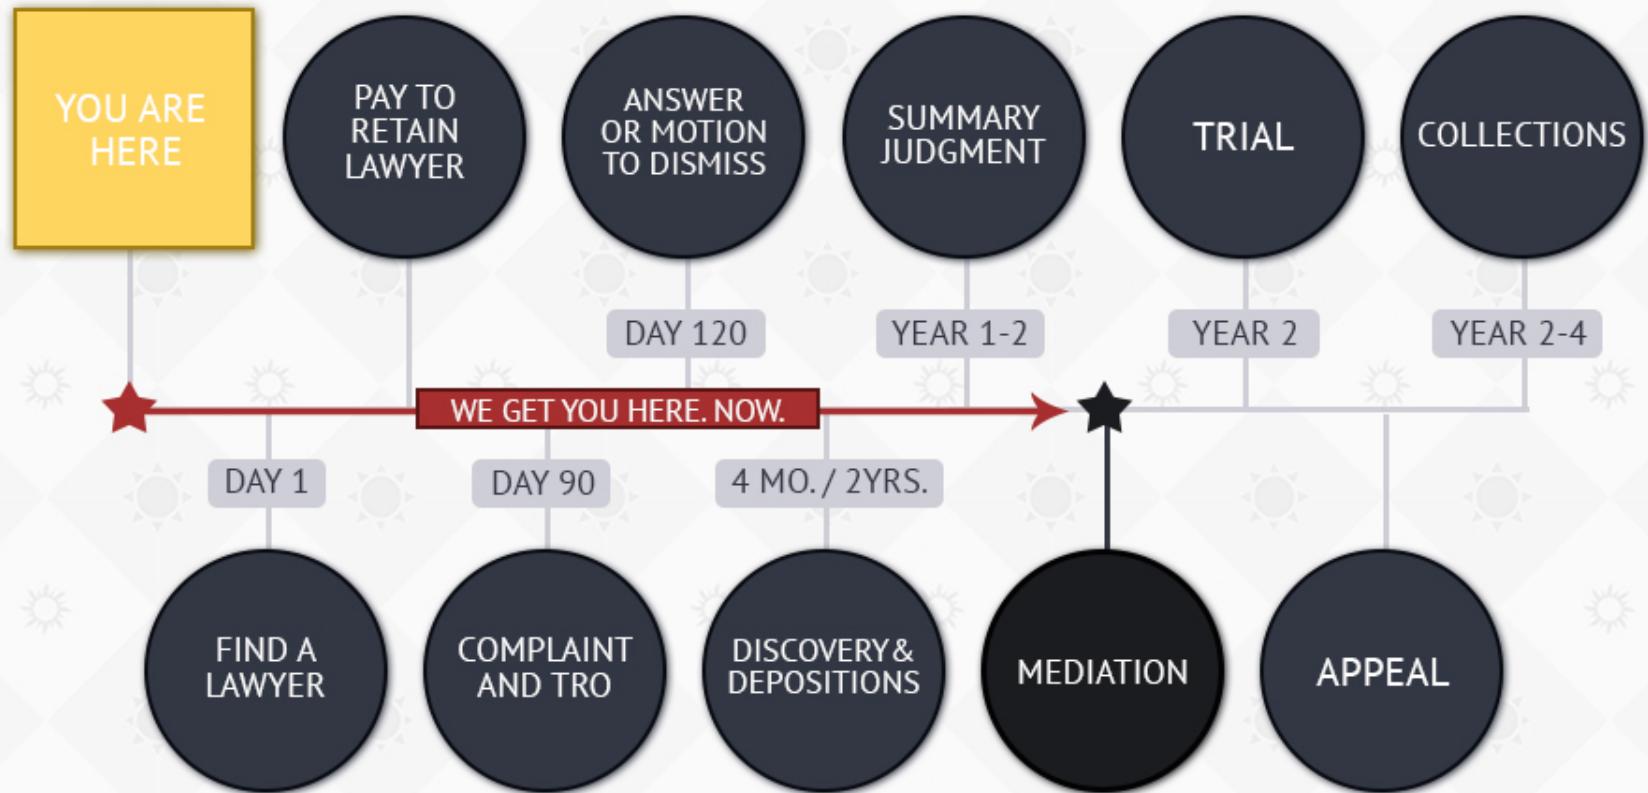 YOU ARE
HERE
PAY TO
RETAIN
LAWYER
ANSWER
OR MOTION
TO DISMISS
SUMMARY
JUDGMENT
TRIAL
COLLECTIONS
DAY 120
YEAR 1-2
YEAR 2
YEAR 2-4
WE GET YOU HERE. NOW.
DAY 1
DAY 90
4 MO. / 2YRS.
FIND A
LAWYER
COMPLAINT
AND TRO
DISCOVERY &
DEPOSITIONS
MEDIATION
APPEAL